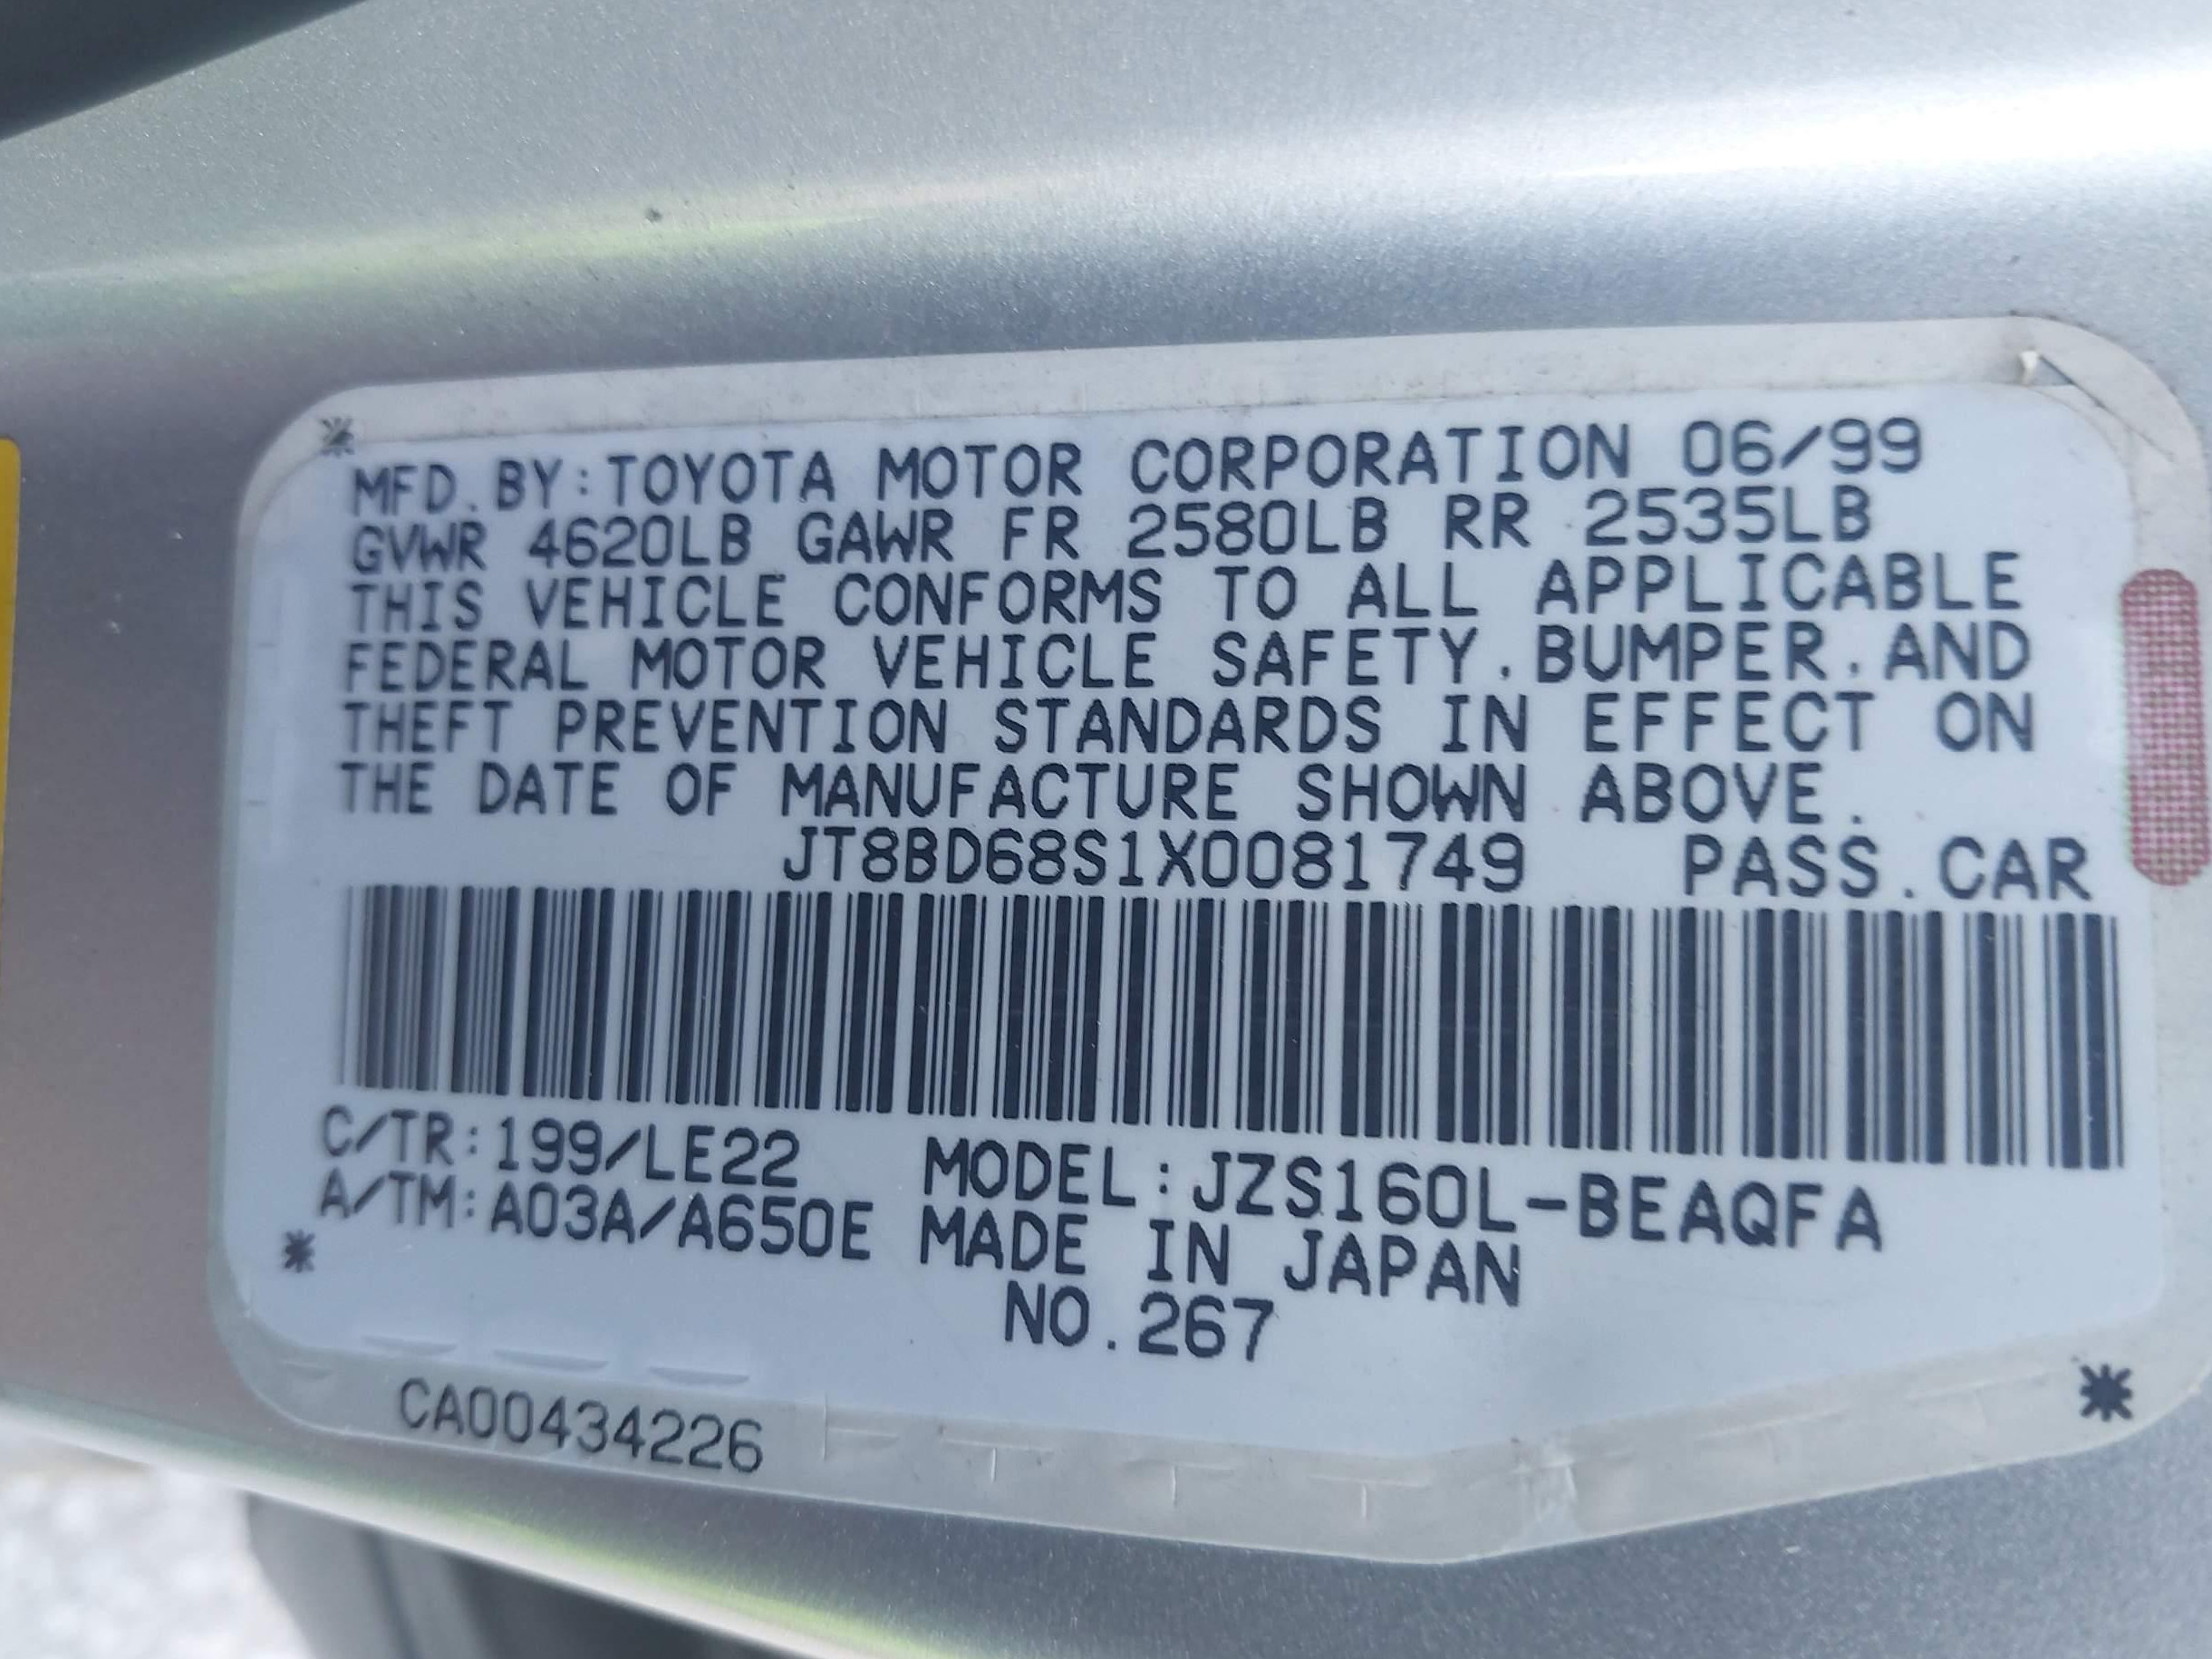 MFD. BY: TOYOTA MOTOR CORPORATION 06/99
GVWR 4620LB GAWR FR 2580LB RR 2535LB
THIS VEHICLE CONFORMS TO ALL APPLICABLE
FEDERAL MOTOR VEHICLE SAFETY, BUMPER, AND
THEFT PREVENTION STANDARDS IN EFFECT ON
THE DATE OF MANUFACTURE SHOWN ABOVE.
JT8BD68S1X0081749 PASS. CAR
C/TR: 199/LE22 MODEL: JZS160L-BEAQFA
A/TM: A03A/A650E MADE IN JAPAN
NO. 267
CA00434226